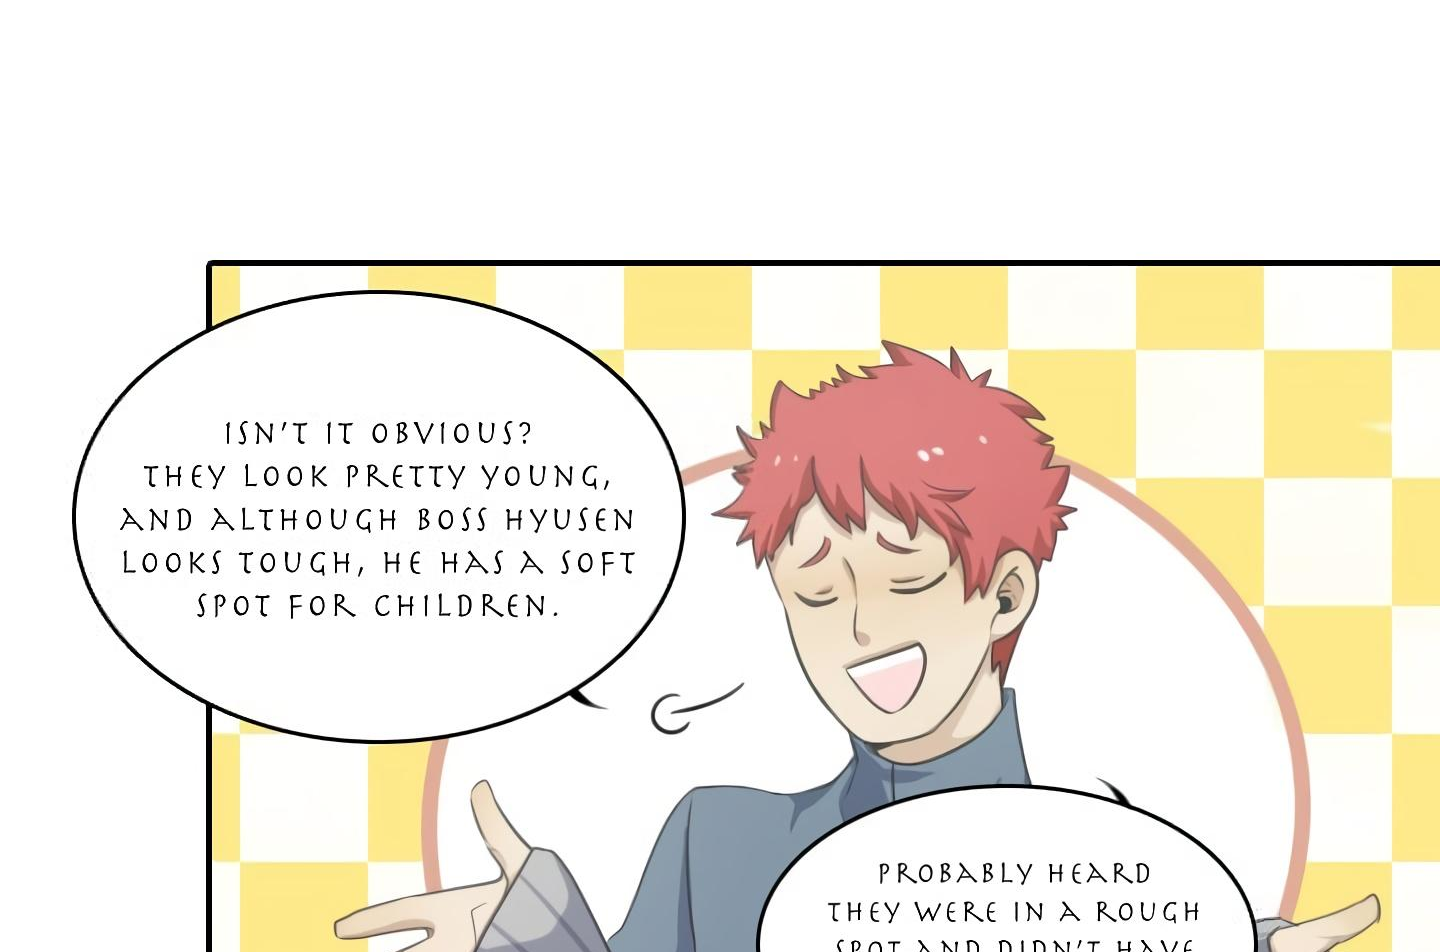 ISN'T IT OBVIOUS?
THEY LOOK PRETTY YOUNG,
AND ALTHOUGH BOSS HYUSEN
LOOKS TOUGH, HE HAS A SOFT
SPOT FOR CHILDREN.
PROBABLY HEARD
THEY WERE IN A ROUGH
SPOT AND DIDN'T HAVE